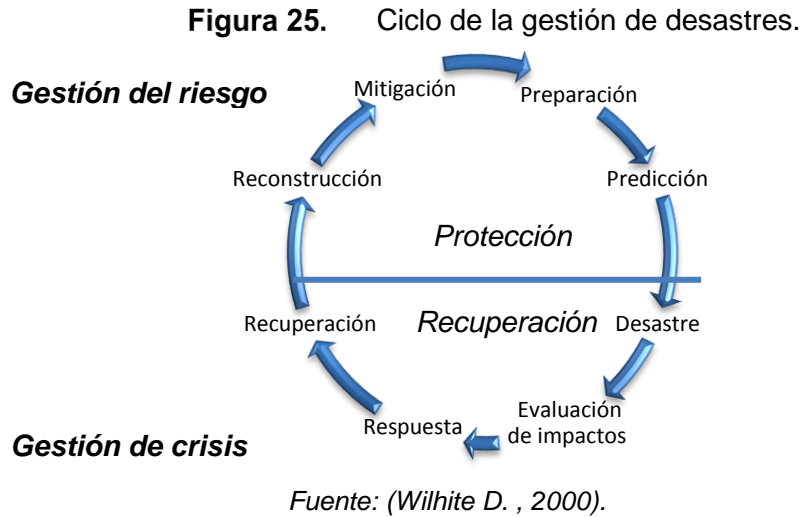 Figura 25. Ciclo de la gestión de desastres.
Gestión del riesgo
Mitigación
Preparación
Reconstrucción
Predicción
Protección
Recuperación
Recuperación
Desastre
Evaluación
de impactos
Respuesta
Gestión de crisis
Fuente: (Wilhite D. , 2000).